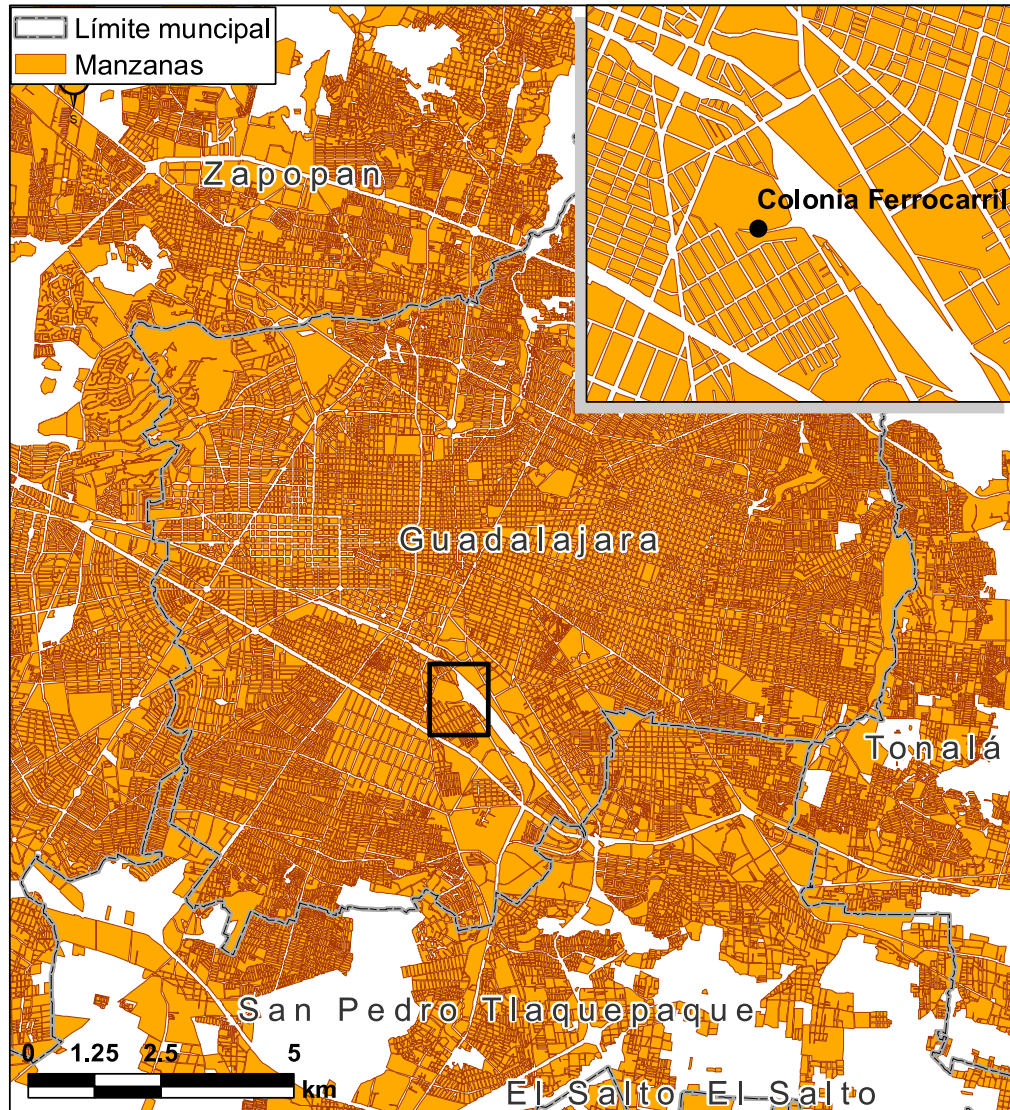 Límite muncipal
Manzanas
S
Zapopan
Colonia Ferrocarril
Guadalajara
Tonalá
San Pedro Tlaquepaque
0 1.25 2.5 5
km
El Salto El Salto